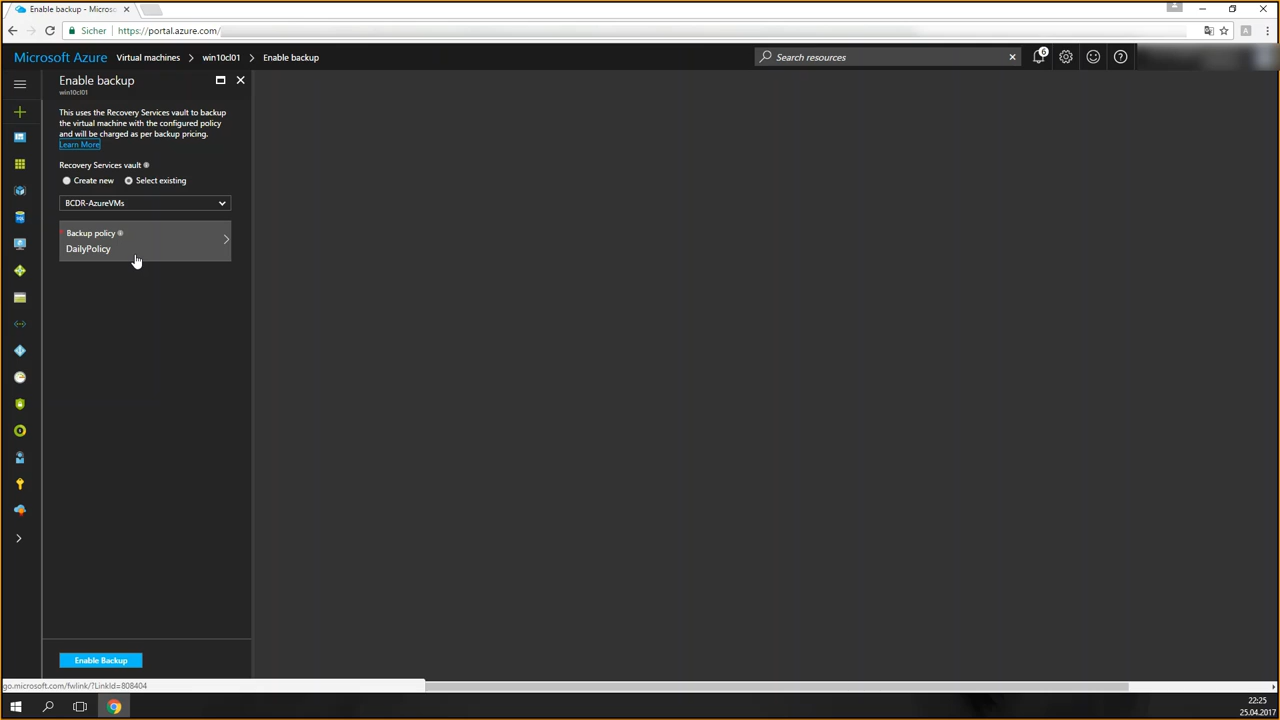 Enable backup - Micros
Sicher
https://portal.azure.com/
Microsoft Azure
Virtual machines
win10cl01
Enable backup
Search resources
6
Enable backup
win10cl01
This uses the Recovery Services vault to backup
the virtual machine with the configured policy
and will be charged as per backup pricing.
Learn More
Recovery Services vault
Create new
Select existing
BCDR-AzureVMs
* Backup policy
DailyPolicy
Enable Backup
go.microsoft.com/fwlink/?LinkId=808404
22:25
25.04.2017